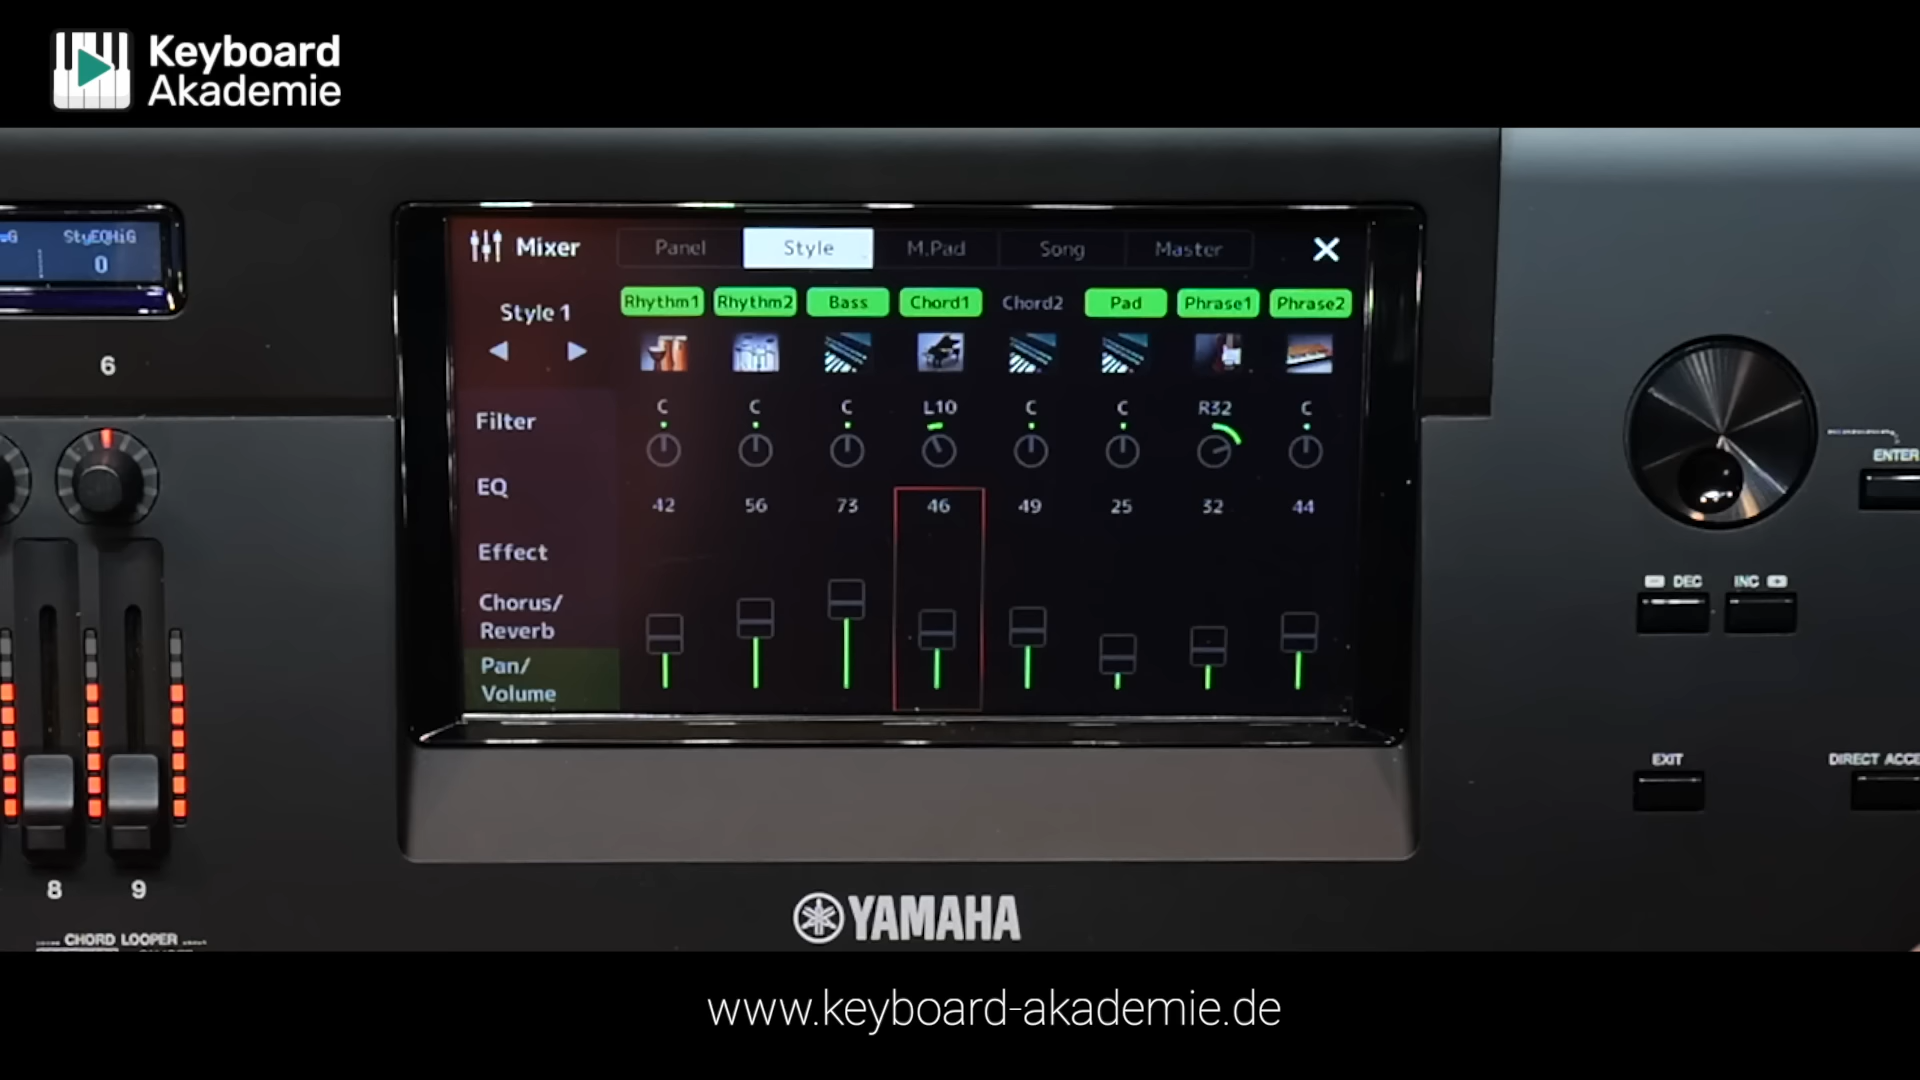 Keyboard
Akademie
StyEQHiG
0
6
Mixer
Panel
Style
M.Pad
Song
Master
Style 1
Rhythm1
Rhythm2
Bass
Chord1
Chord2
Pad
Phrase1
Phrase2
Filter
C
C
C
L10
C
C
R32
C
EQ
42
56
73
46
49
25
32
44
Effect
Chorus/
Reverb
Pan/
Volume
ENTER
DEC
INC
EXIT
DIRECT ACCE
8
9
CHORD LOOPER
YAMAHA
www.keyboard-akademie.de